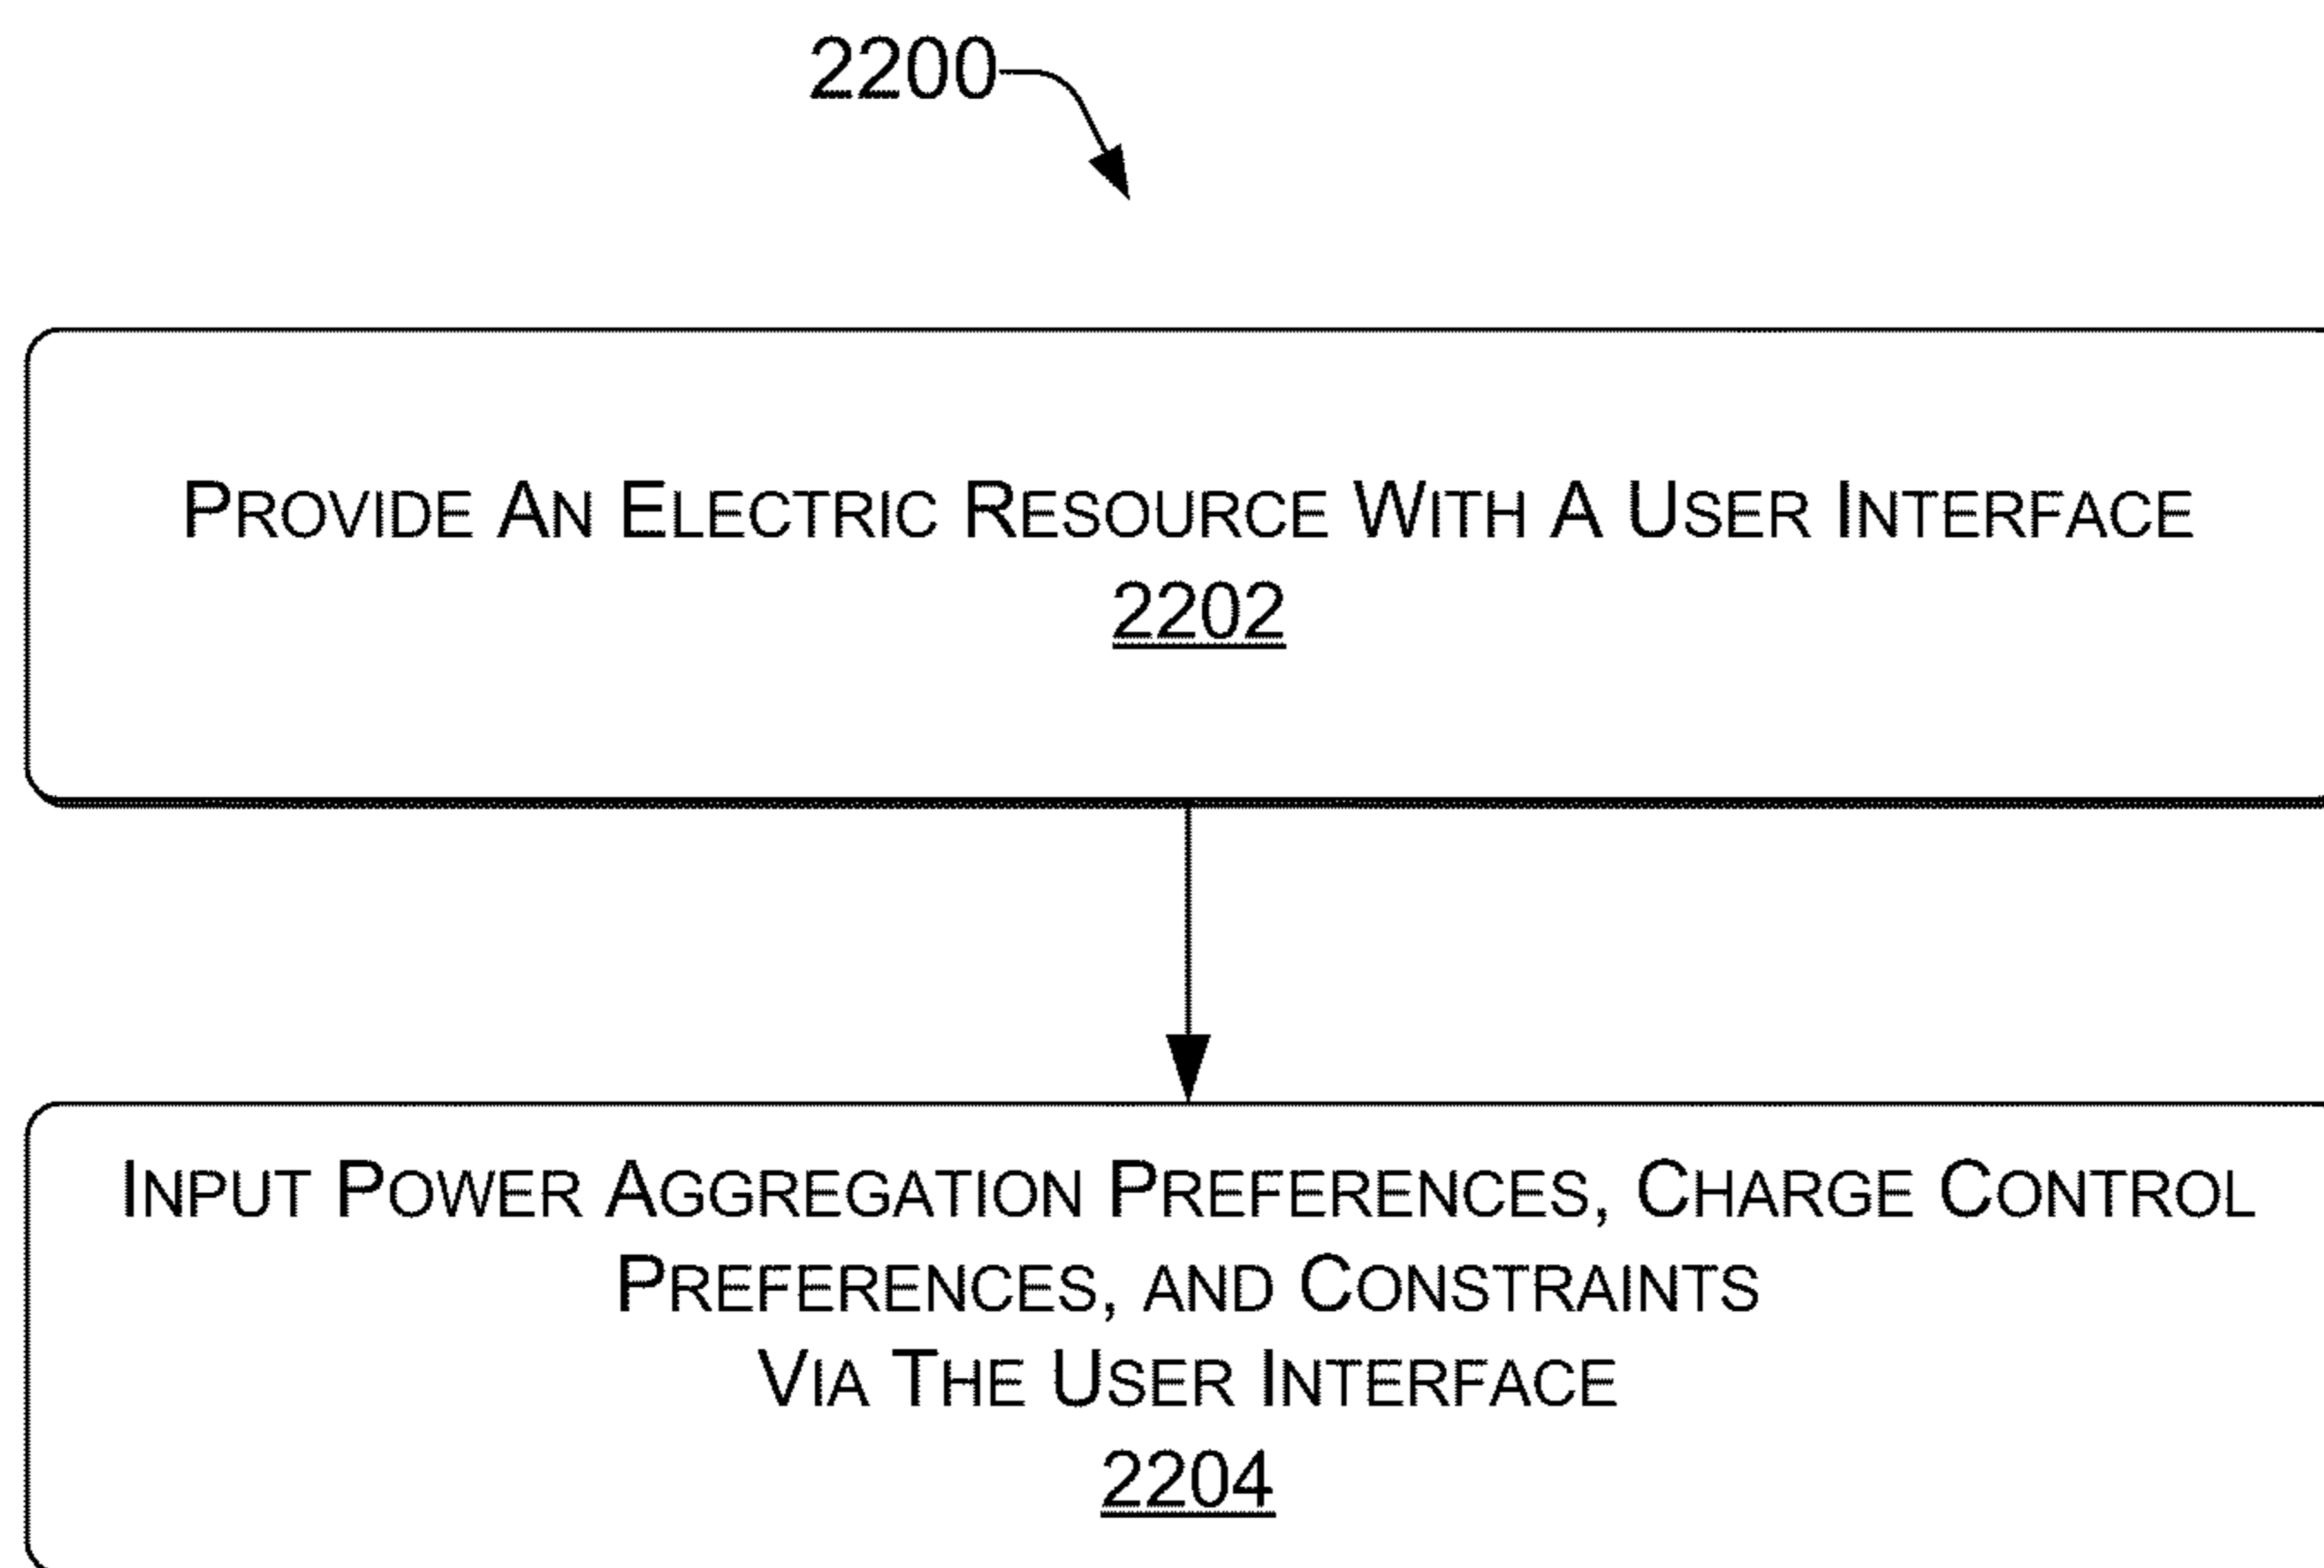 2200
PROVIDE AN ELECTRIC RESOURCE WITH A USER INTERFACE
2202
INPUT POWER AGGREGATION PREFERENCES, CHARGE CONTROL
PREFERENCES, AND CONSTRAINTS
VIA THE USER INTERFACE
2204